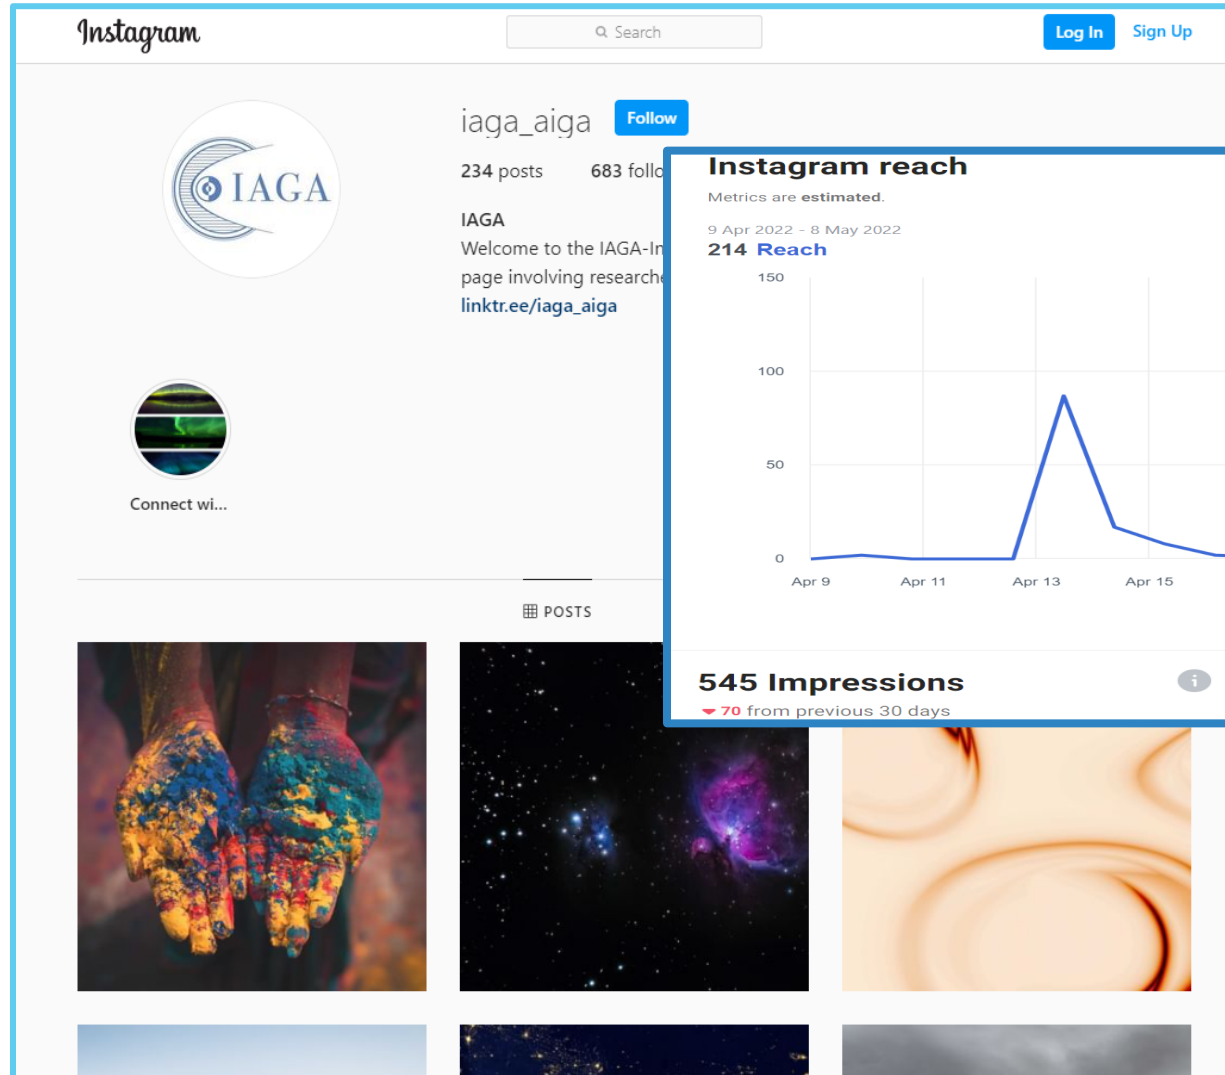 Instagram
Search
Log In
Sign Up
IAGA
iaga_aiga
Follow
234 posts
683 follo
IAGA
Welcome to the IAGA-In
page involving researche
linktr.ee/iaga_aiga
Connect wi...
POSTS
Instagram reach
Metrics are estimated.
9 Apr 2022 - 8 May 2022
214 Reach
150
100
50
0
Apr 9
Apr 11
Apr 13
Apr 15
545 Impressions
70 from previous 30 days